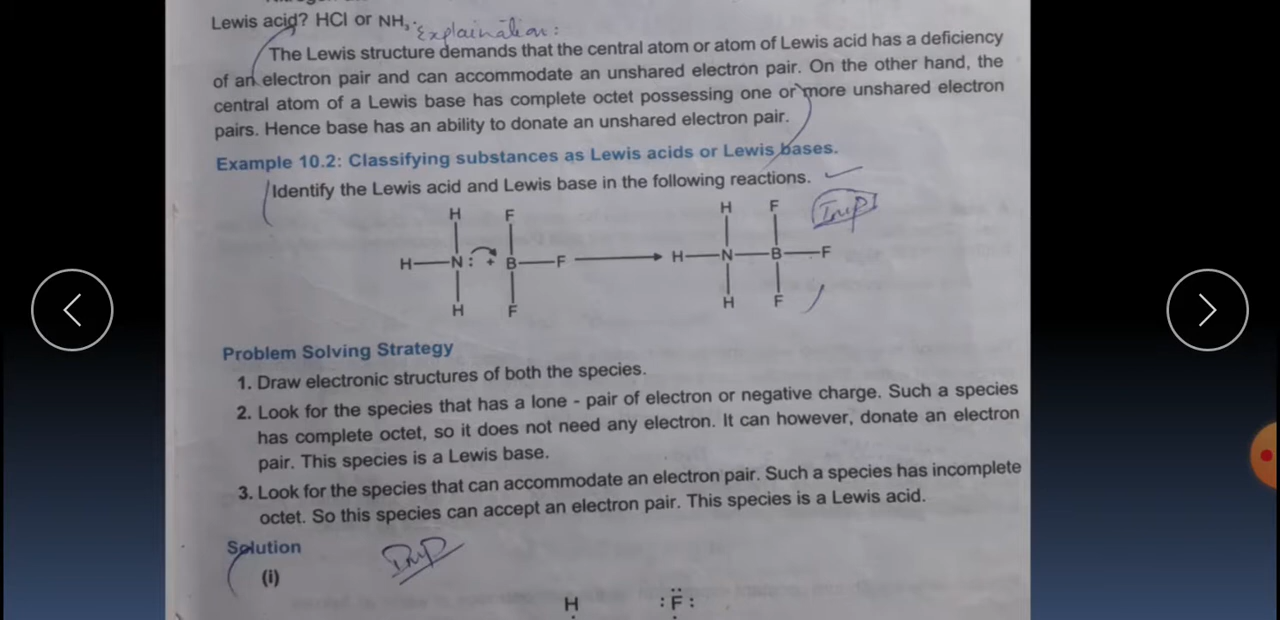 Lewis acid? HCl or NH₃.
Explaination:
The Lewis structure demands that the central atom or atom of Lewis acid has a deficiency
of an electron pair and can accommodate an unshared electron pair. On the other hand, the
central atom of a Lewis base has complete octet possessing one or more unshared electron
pairs. Hence base has an ability to donate an unshared electron pair.
Example 10.2: Classifying substances as Lewis acids or Lewis bases.
Identify the Lewis acid and Lewis base in the following reactions.
Imp
H F H F
H—N: + B—F → H—N—B—F
H F H F
Problem Solving Strategy
1. Draw electronic structures of both the species.
2. Look for the species that has a lone - pair of electron or negative charge. Such a species
has complete octet, so it does not need any electron. It can however, donate an electron
pair. This species is a Lewis base.
3. Look for the species that can accommodate an electron pair. Such a species has incomplete
octet. So this species can accept an electron pair. This species is a Lewis acid.
Solution
Imp
(i)
H :F̈: